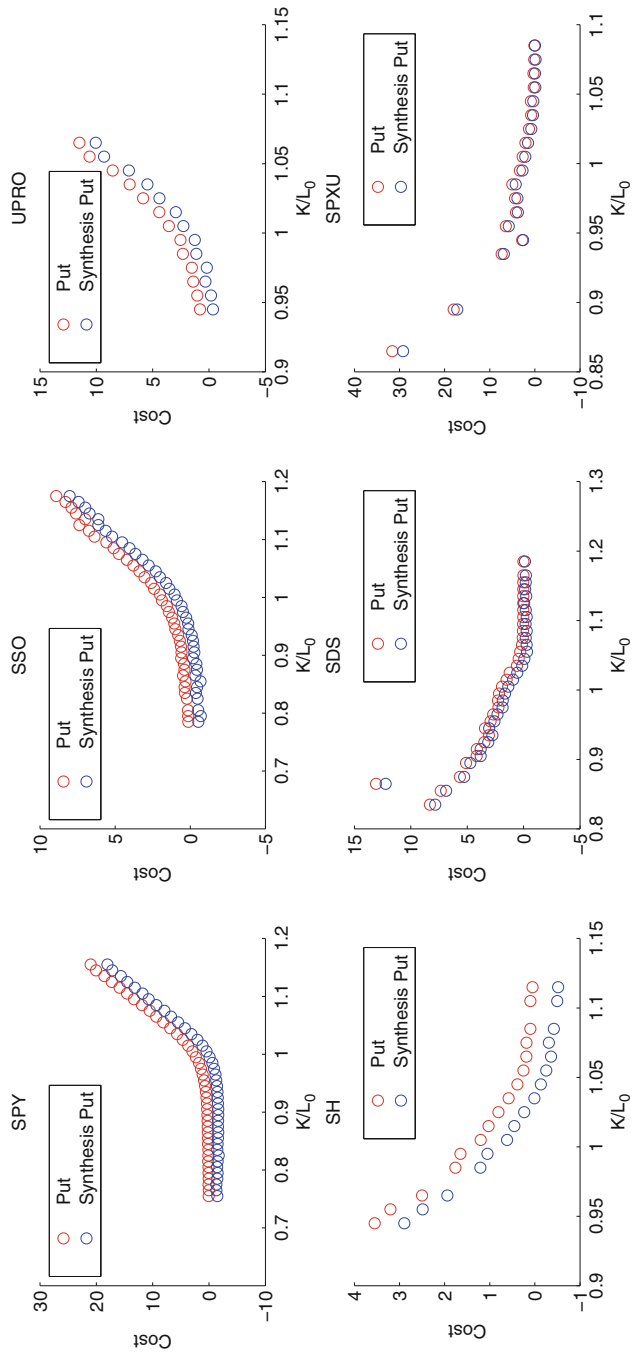 SPY
Put
Synthesis Put
Cost
30
20
10
0
−10
0.7
0.8
0.9
1
1.1
1.2
K/L0
SSO
Put
Synthesis Put
Cost
10
5
0
−5
0.7
0.8
0.9
1
1.1
1.2
K/L0
UPRO
Put
Synthesis Put
Cost
15
10
5
0
−5
0.9
0.95
1
1.05
1.1
1.15
K/L0
SH
Put
Synthesis Put
Cost
4
3
2
1
0
−1
0.9
0.95
1
1.05
1.1
1.15
K/L0
SDS
Put
Synthesis Put
Cost
15
10
5
0
−5
0.8
0.9
1
1.1
1.2
1.3
K/L0
SPXU
Put
Synthesis Put
Cost
40
30
20
10
0
−10
0.85
0.9
0.95
1
1.05
1.1
K/L0